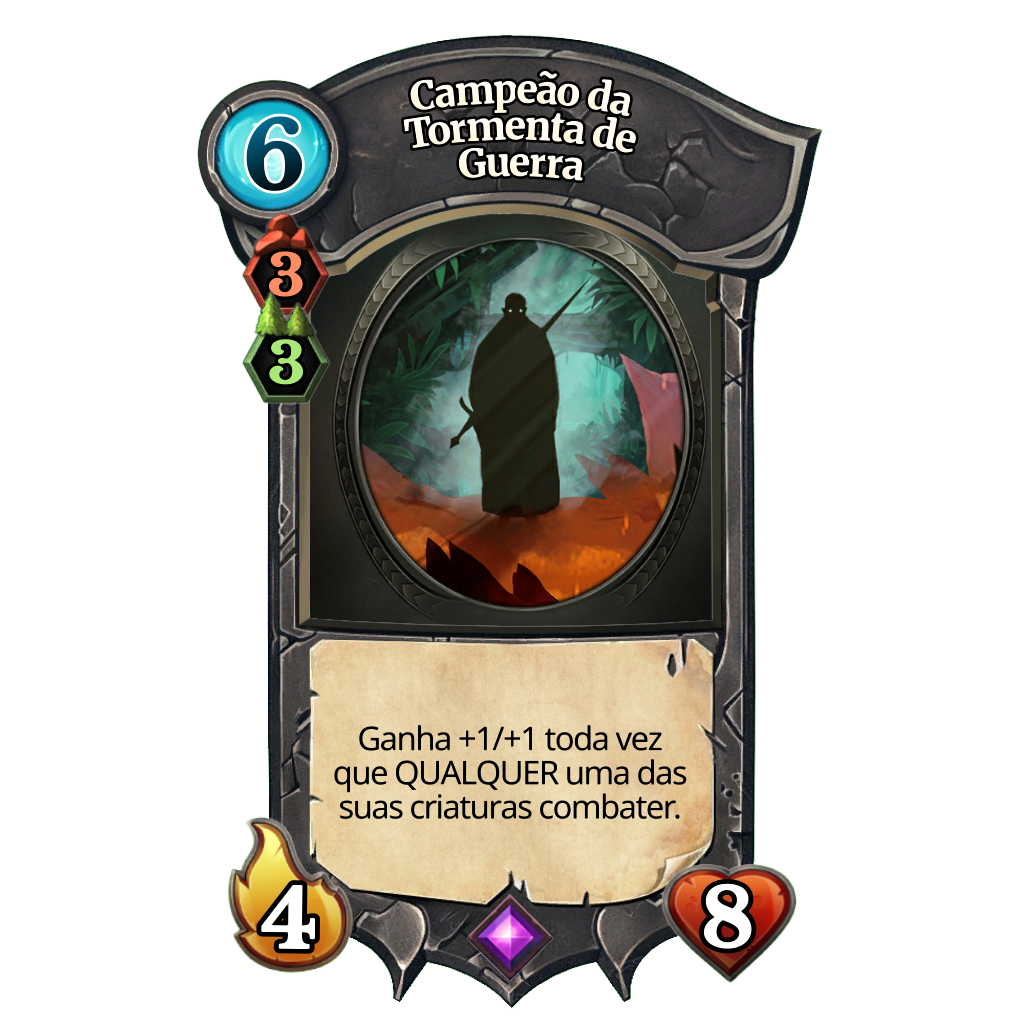 6
Campeão da
Tormenta de
Guerra
3
3
Ganha +1/+1 toda vez
que QUALQUER uma das
suas criaturas combater.
4
8